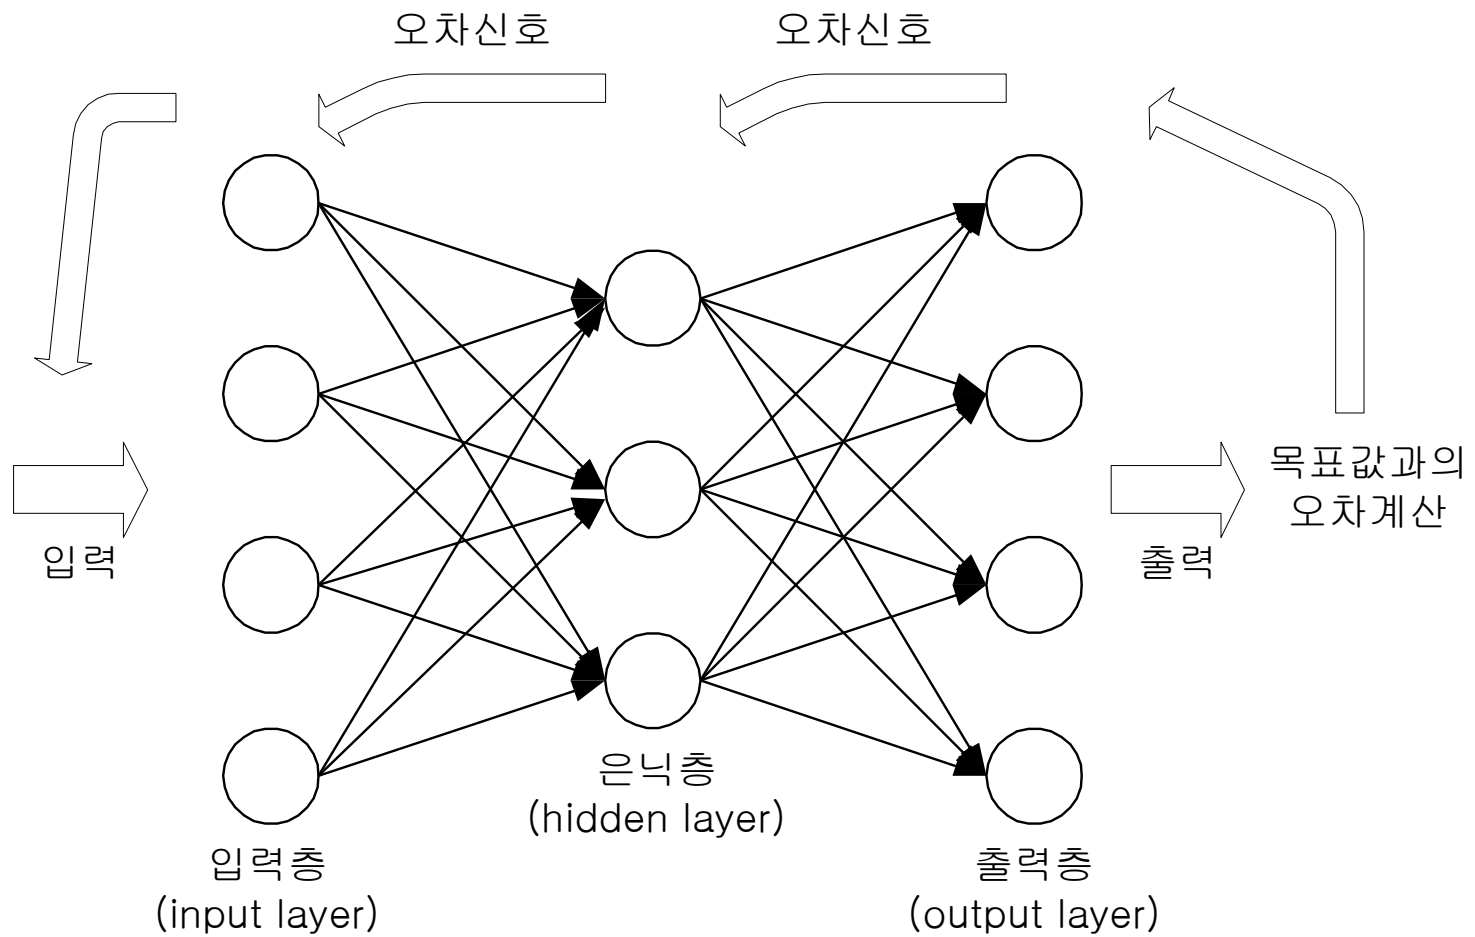 오차신호
오차신호
목표값과의
오차계산
입력
출력
은닉층
(hidden layer)
입력층
(input layer)
출력층
(output layer)